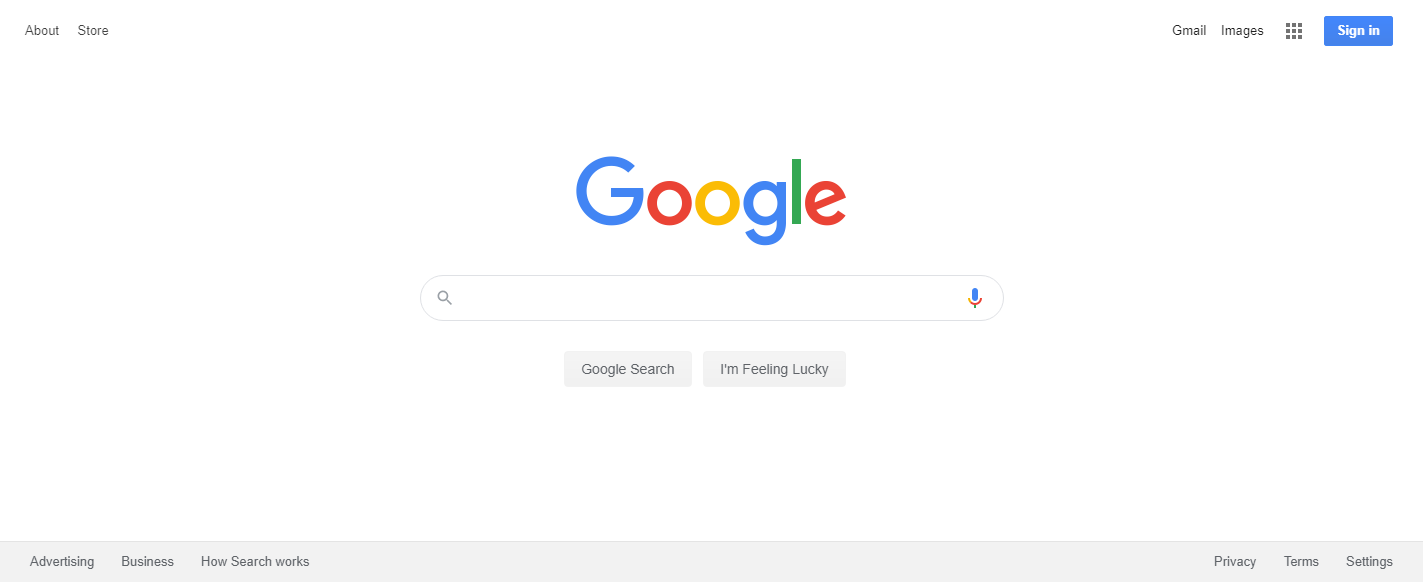 About Store Gmail Images Sign in
Google
Google Search I'm Feeling Lucky
Advertising Business How Search works Privacy Terms Settings